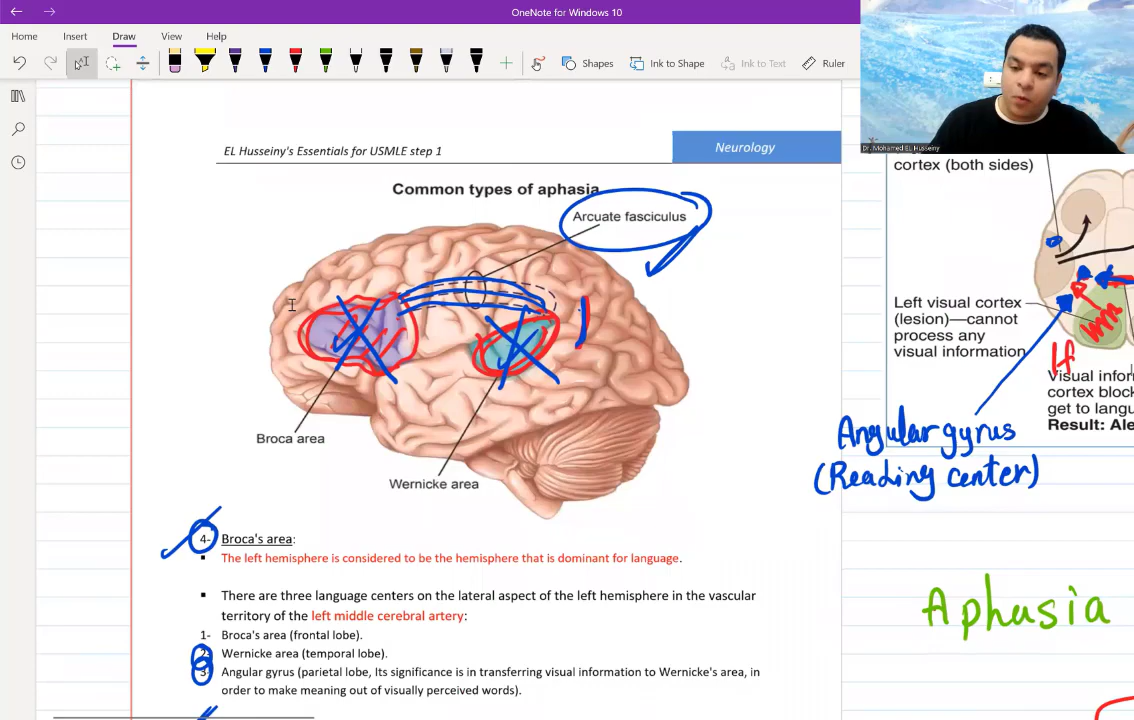 OneNote for Windows 10
Home Insert Draw View Help
Shapes Ink to Shape Ink to Text Ruler
Dr. Mohamed EL Husseiny
EL Husseiny's Essentials for USMLE step 1
Neurology
Common types of aphasia
Arcuate fasciculus
Broca area
Wernicke area
4- Broca's area:
▪ The left hemisphere is considered to be the hemisphere that is dominant for language.
▪ There are three language centers on the lateral aspect of the left hemisphere in the vascular
territory of the left middle cerebral artery:
1- Broca's area (frontal lobe).
2- Wernicke area (temporal lobe).
3- Angular gyrus (parietal lobe, Its significance is in transferring visual information to Wernicke's area, in
order to make meaning out of visually perceived words).
cortex (both sides)
Left visual cortex
(lesion)—cannot
process any
visual information
Visual infor
cortex block
get to langu
Result: Ale
Angular gyrus
(Reading center)
Aphasia